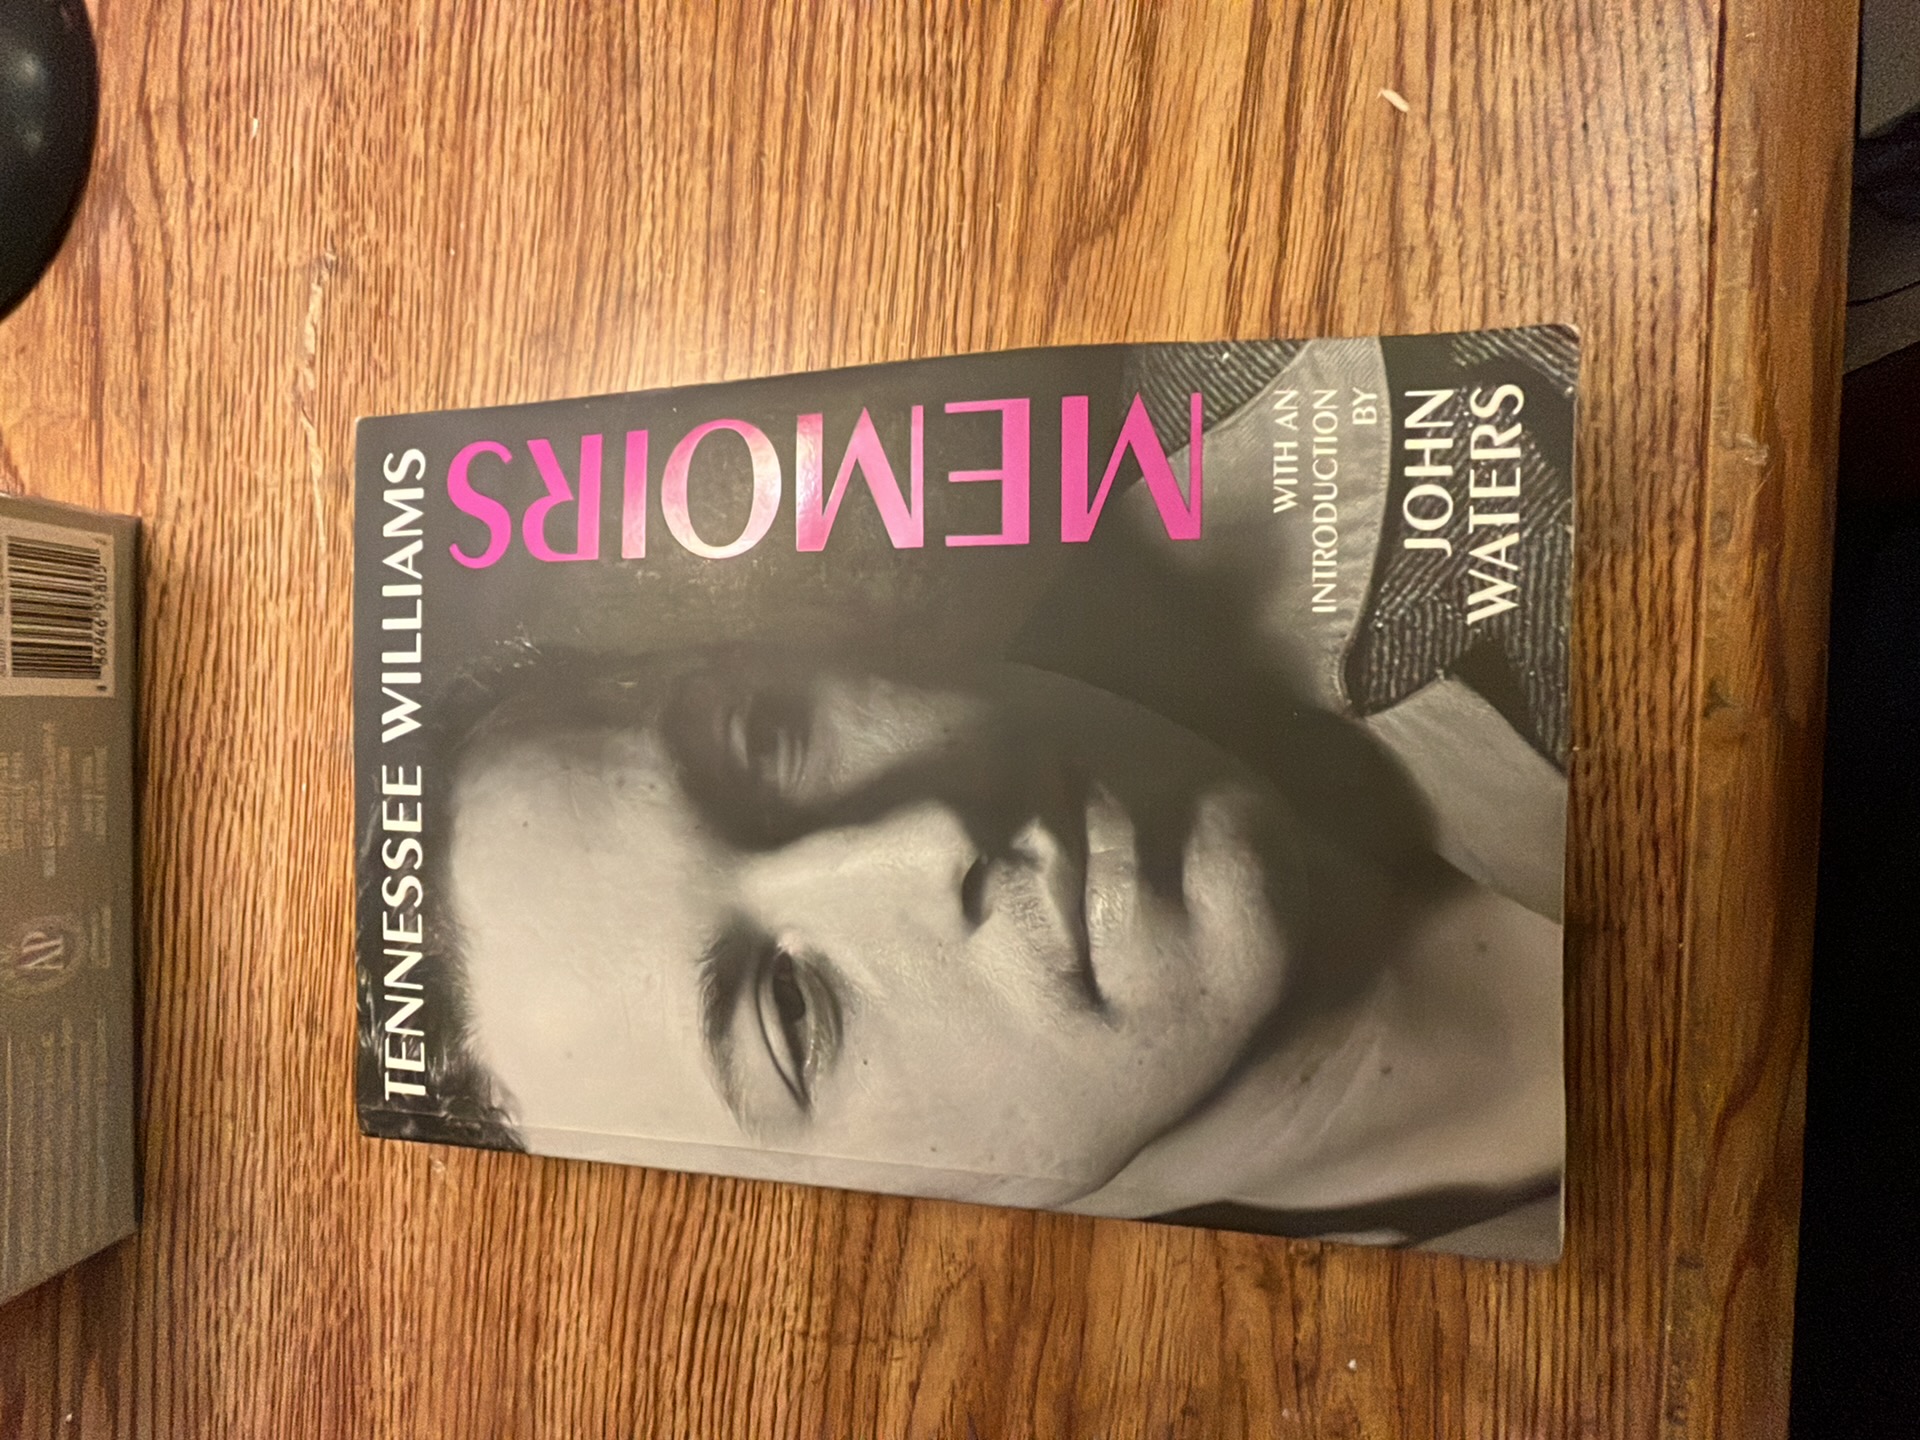 TENNESSEE WILLIAMS
MEMOIRS
WITH AN
INTRODUCTION
BY
JOHN
WATERS